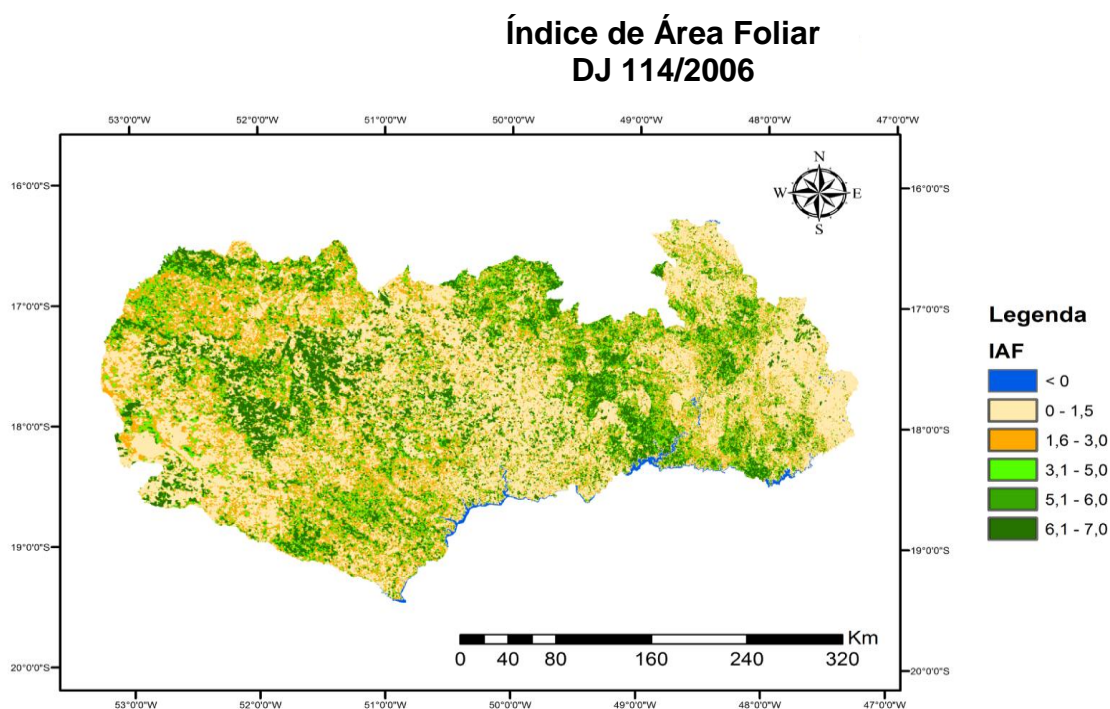 Índice de Área Foliar
DJ 114/2006
53°0'0"W 52°0'0"W 51°0'0"W 50°0'0"W 49°0'0"W 48°0'0"W 47°0'0"W
N
W E
S
16°0'0"S 16°0'0"S
17°0'0"S 17°0'0"S
18°0'0"S 18°0'0"S
19°0'0"S 19°0'0"S
20°0'0"S 20°0'0"S
Legenda
IAF
< 0
0 - 1,5
1,6 - 3,0
3,1 - 5,0
5,1 - 6,0
6,1 - 7,0
Km
0 40 80 160 240 320
53°0'0"W 52°0'0"W 51°0'0"W 50°0'0"W 49°0'0"W 48°0'0"W 47°0'0"W